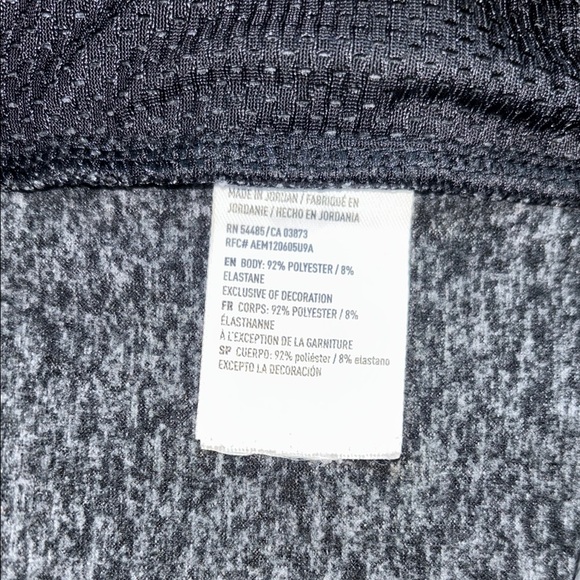 MADE IN JORDAN / FABRIQUÉ EN
JORDANIE / HECHO EN JORDANIA
RN 54485/CA 03873
RFC# AEM120605U9A
EN BODY: 92% POLYESTER / 8%
ELASTANE
EXCLUSIVE OF DECORATION
FR CORPS: 92% POLYESTER / 8%
ÉLASTHANNE
À L'EXCEPTION DE LA GARNITURE
SP CUERPO: 92% poliéster / 8% elastano
EXCEPTO LA DECORACIÓN